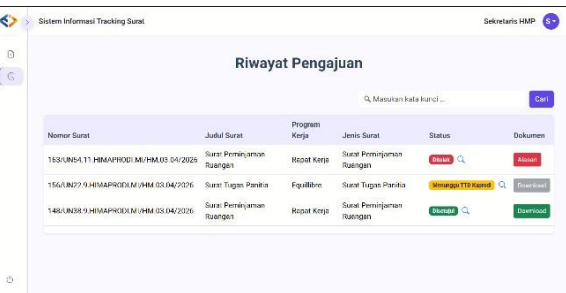 Sistem Informasi Tracking Surat
Sekretaris HMP
S
Riwayat Pengajuan
Masukan kata kunci ...
Cari
Nomor Surat
Judul Surat
Program Kerja
Jenis Surat
Status
Dokumen
163/UN54.11.HIMAPRODI.MI/HM.03.04/2026
Surat Peminjaman Ruangan
Rapat Kerja
Surat Peminjaman Ruangan
Ditolak
Alasan
156/UN22.9.HIMAPRODI.MI/HM.03.04/2026
Surat Tugas Panitia
Equilibre
Surat Tugas Panitia
Menunggu TTD Kaprodi
Download
148/UN38.9.HIMAPRODI.MI/HM.03.04/2026
Surat Peminjaman Ruangan
Rapat Kerja
Surat Peminjaman Ruangan
Disetujui
Download